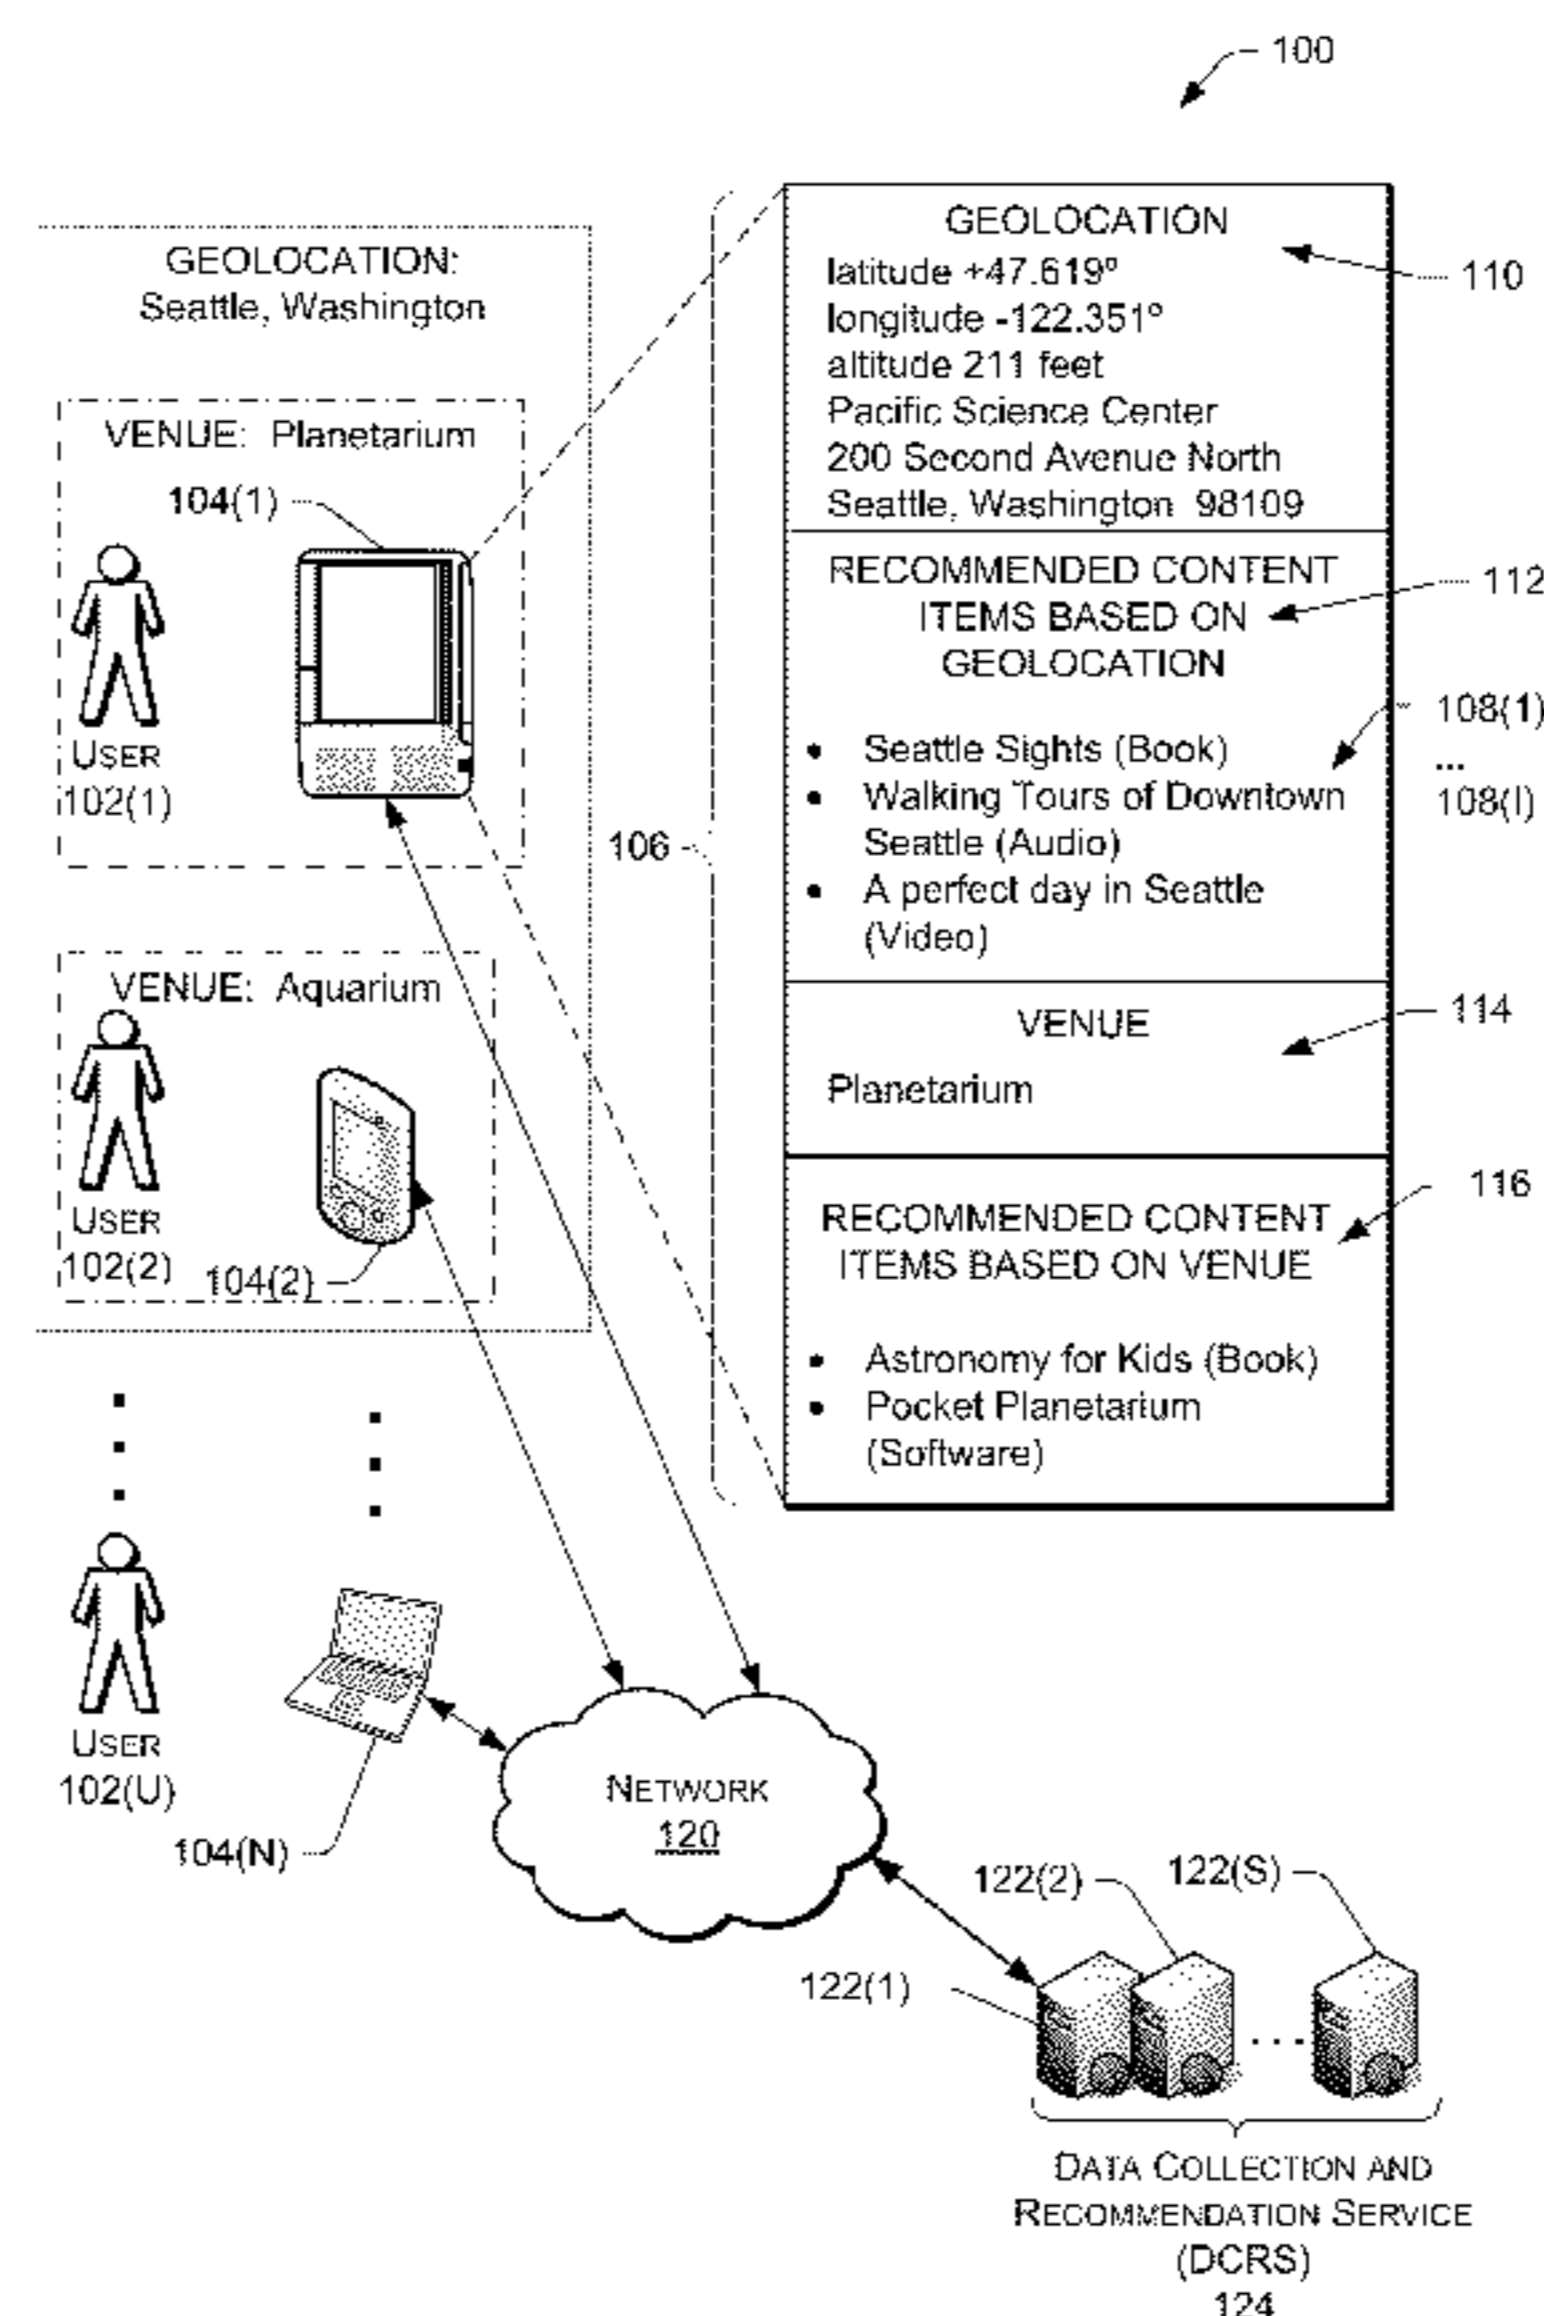 100
GEOLOCATION:
Seattle, Washington
VENUE: Planetarium
104(1)
USER
102(1)
VENUE: Aquarium
USER
102(2)
104(2)
USER
102(U)
104(N)
106
GEOLOCATION
latitude +47.619º
longitude -122.351º
altitude 211 feet
Pacific Science Center
200 Second Avenue North
Seattle, Washington 98109
110
RECOMMENDED CONTENT
ITEMS BASED ON
GEOLOCATION
112
• Seattle Sights (Book)
• Walking Tours of Downtown
Seattle (Audio)
• A perfect day in Seattle
(Video)
108(1)
...
108(I)
VENUE
114
Planetarium
RECOMMENDED CONTENT
ITEMS BASED ON VENUE
116
• Astronomy for Kids (Book)
• Pocket Planetarium
(Software)
NETWORK
120
122(1)
122(2)
122(S)
. . .
DATA COLLECTION AND
RECOMMENDATION SERVICE
(DCRS)
124